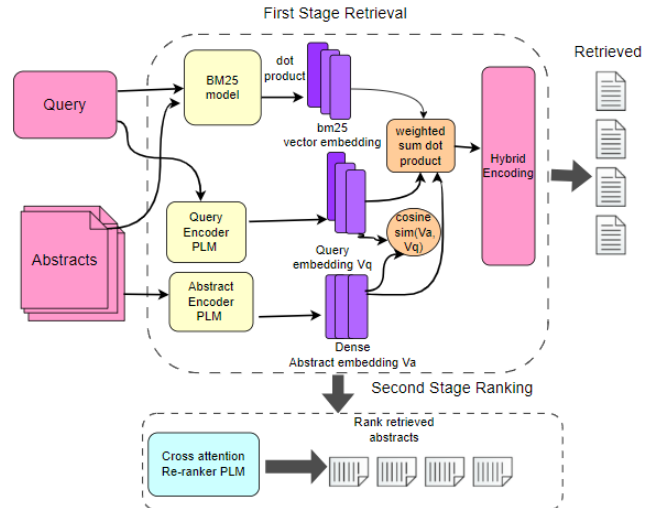 First Stage Retrieval
Retrieved
Query
BM25
model
dot
product
bm25
vector embedding
weighted
sum dot
product
Hybrid
Encoding
Abstracts
Query
Encoder
PLM
Query
embedding Vq
cosine
sim(Va,
Vq)
Abstract
Encoder
PLM
Dense
Abstract embedding Va
Second Stage Ranking
Rank retrieved
abstracts
Cross attention
Re-ranker PLM